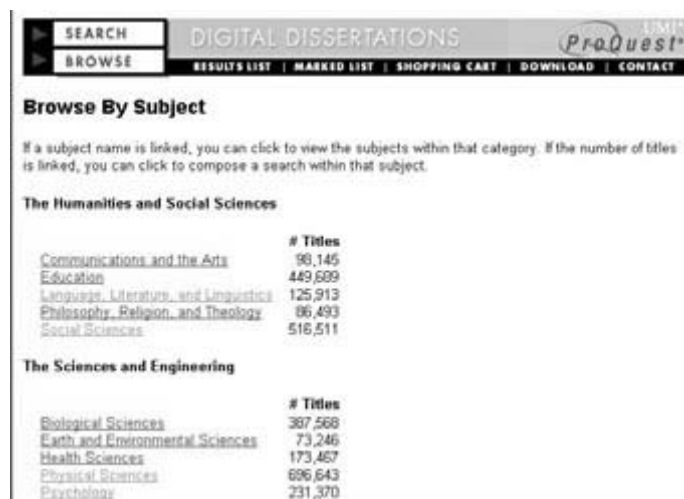 SEARCH
BROWSE
DIGITAL DISSERTATIONS
UMI
ProQuest
RESULTS LIST | MARKED LIST | SHOPPING CART | DOWNLOAD | CONTACT
Browse By Subject
If a subject name is linked, you can click to view the subjects within that category. If the number of titles
is linked, you can click to compose a search within that subject.
The Humanities and Social Sciences
# Titles
Communications and the Arts 98,145
Education 449,689
Language, Literature, and Linguistics 125,913
Philosophy, Religion, and Theology 86,493
Social Sciences 516,511
The Sciences and Engineering
# Titles
Biological Sciences 387,568
Earth and Environmental Sciences 73,246
Health Sciences 173,467
Physical Sciences 696,643
Psychology 231,370